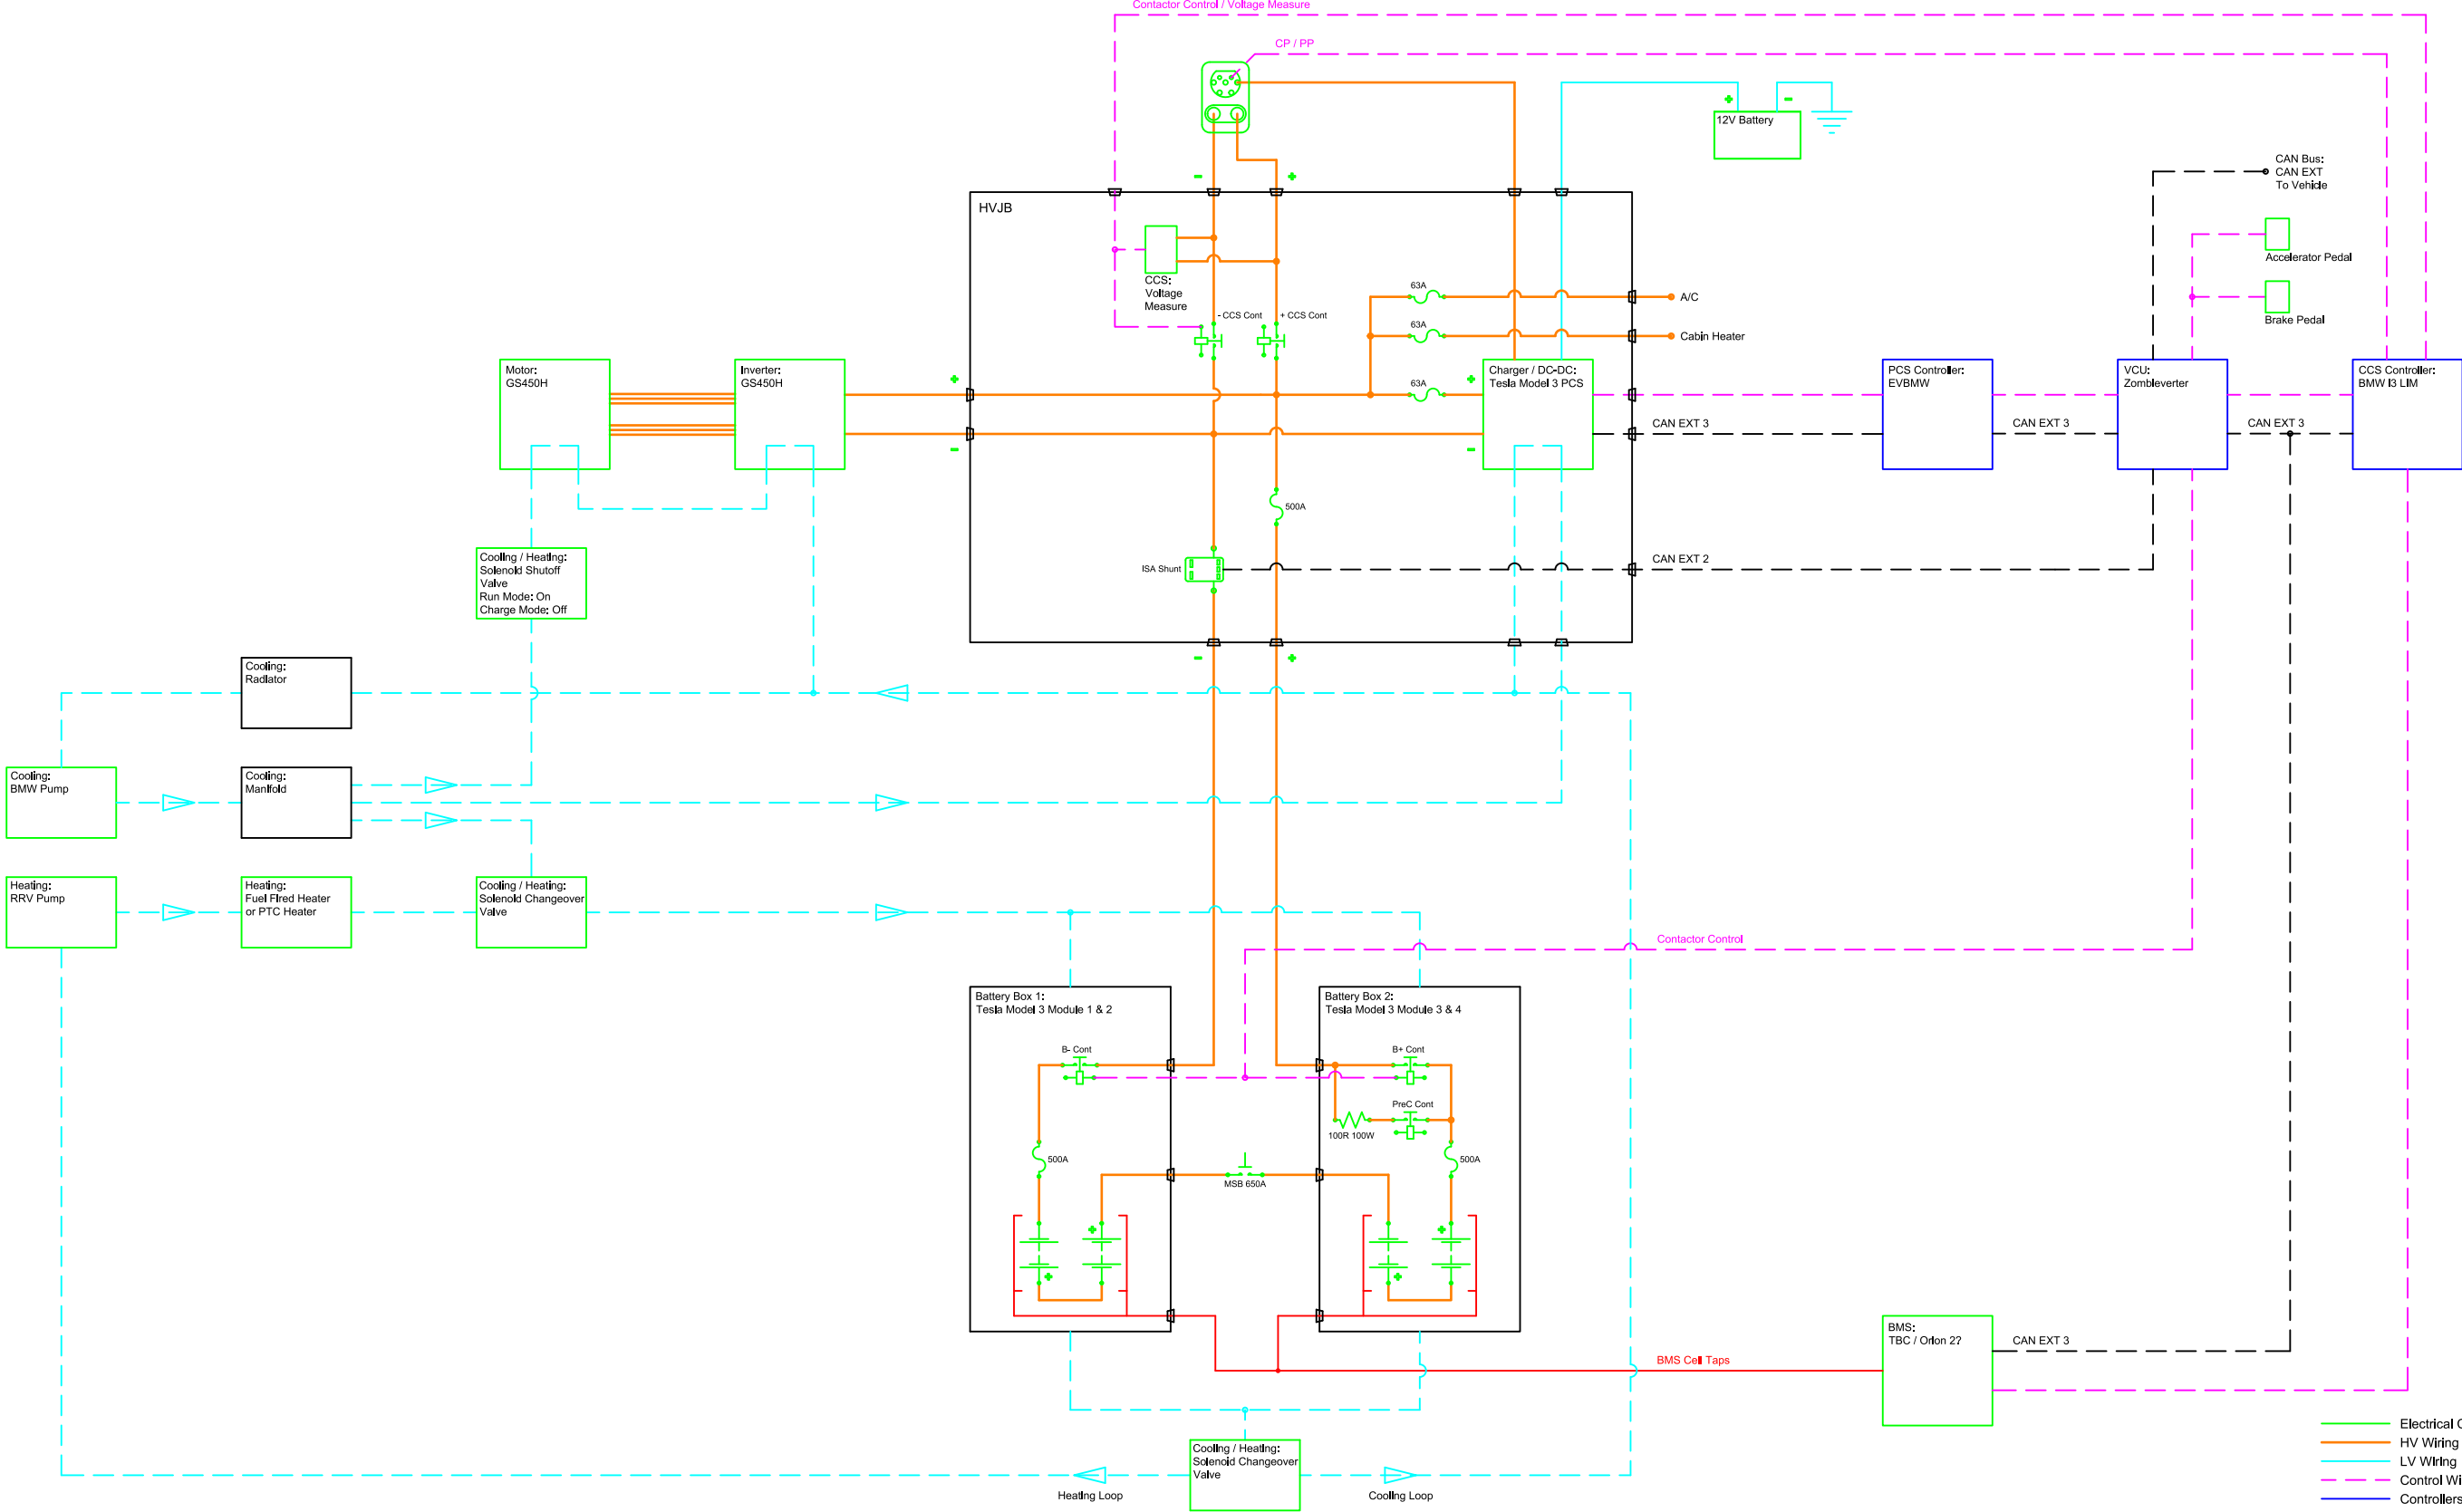 Contactor Control / Voltage Measure
CP / PP
+
-
12V Battery
CAN Bus:
CAN EXT
To Vehicle
-
+
HVJB
Accelerator Pedal
CCS:
Voltage
Measure
63A
A/C
- CCS Cont
+ CCS Cont
63A
Cabin Heater
Brake Pedal
Motor:
GS450H
Inverter:
GS450H
+
63A
+
Charger / DC-DC:
Tesla Model 3 PCS
PCS Controller:
EVBMW
VCU:
Zombleverter
CCS Controller:
BMW I3 LIM
CAN EXT 3
CAN EXT 3
CAN EXT 3
-
-
500A
Cooling / Heating:
Solenoid Shutoff
Valve
Run Mode: On
Charge Mode: Off
ISA Shunt
CAN EXT 2
-
+
Cooling:
Radiator
Cooling:
BMW Pump
Cooling:
Manifold
Heating:
RRV Pump
Heating:
Fuel Fired Heater
or PTC Heater
Cooling / Heating:
Solenoid Changeover
Valve
Contactor Control
Battery Box 1:
Tesla Model 3 Module 1 & 2
Battery Box 2:
Tesla Model 3 Module 3 & 4
B- Cont
B+ Cont
PreC Cont
100R 100W
500A
500A
MSB 650A
+
+
+
+
BMS:
TBC / Orion 2?
CAN EXT 3
BMS Cell Taps
Cooling / Heating:
Solenoid Changeover
Valve
Heating Loop
Cooling Loop
Electrical C
HV Wiring
LV Wiring
Control Wi
Controllers